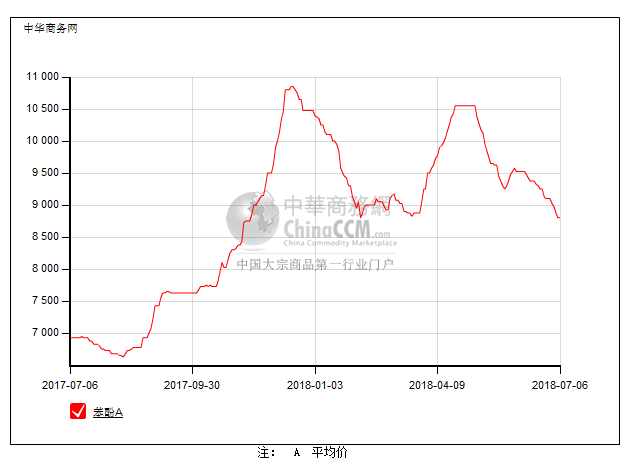 中华商务网
11 000
10 500
10 000
9 500
9 000
8 500
8 000
7 500
7 000
中華商務網
ChinaCCM.com
China Commodity Marketplace
中国大宗商品第一行业门户
2017-07-06 2017-09-30 2018-01-03 2018-04-09 2018-07-06
苯酚A
注： A 平均价